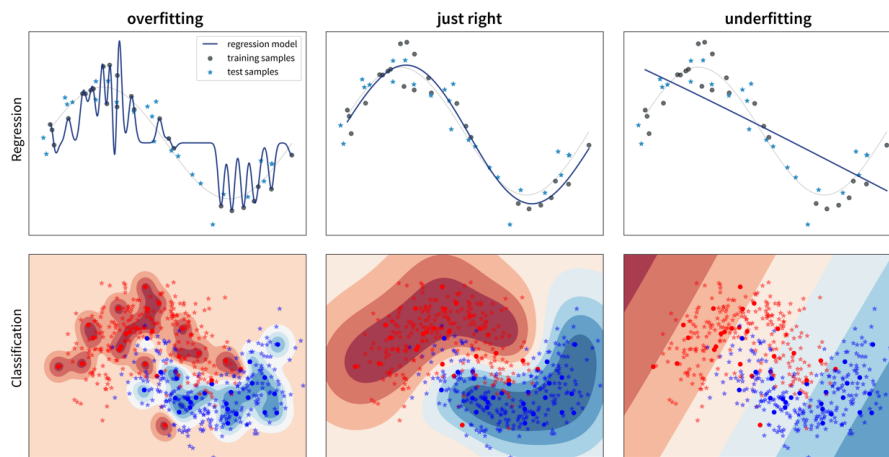 overfitting
just right
underfitting
Regression
regression model
training samples
test samples
Classification